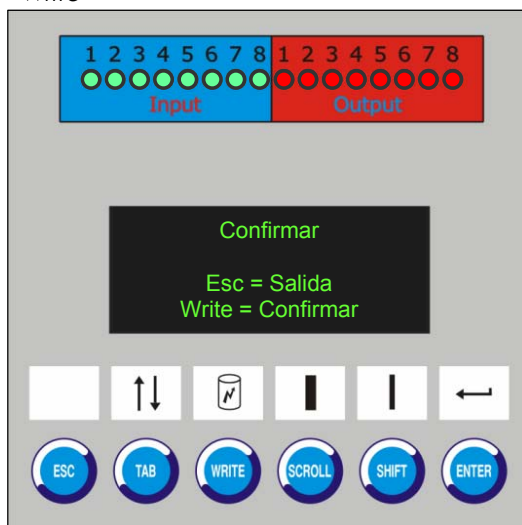 1 2 3 4 5 6 7 8 1 2 3 4 5 6 7 8
Input Output
Confirmar
Esc = Salida
Write = Confirmar
ESC TAB WRITE SCROLL SHIFT ENTER